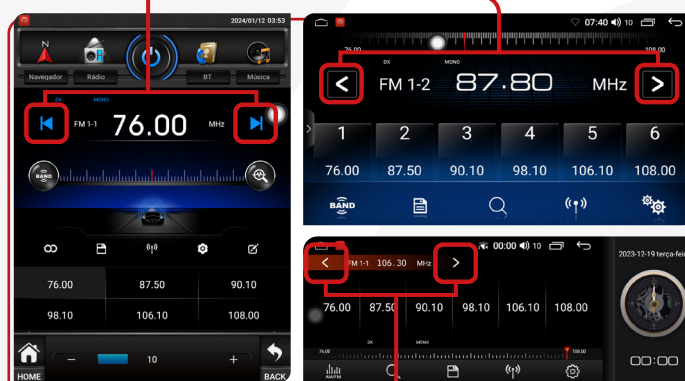 2024/01/12 03:53
Navegador Rádio BT Música
DX MONO
FM 1-1 76.00 MHz
BAND
76.00 87.50 90.10
98.10 106.10 108.00
− 10 +
HOME BACK
07:40 10
76.00 108.00
DX MONO
FM 1-2 87.80 MHz
1 2 3 4 5 6
76.00 87.50 90.10 98.10 106.10 108.00
BAND
00:00 10
FM 1-1 106.30 MHz
76.00 87.50 90.10 98.10 106.10 108.00
DX MONO
76.00 108.00
AM/FM
2023-12-19 terça-feir
00:00